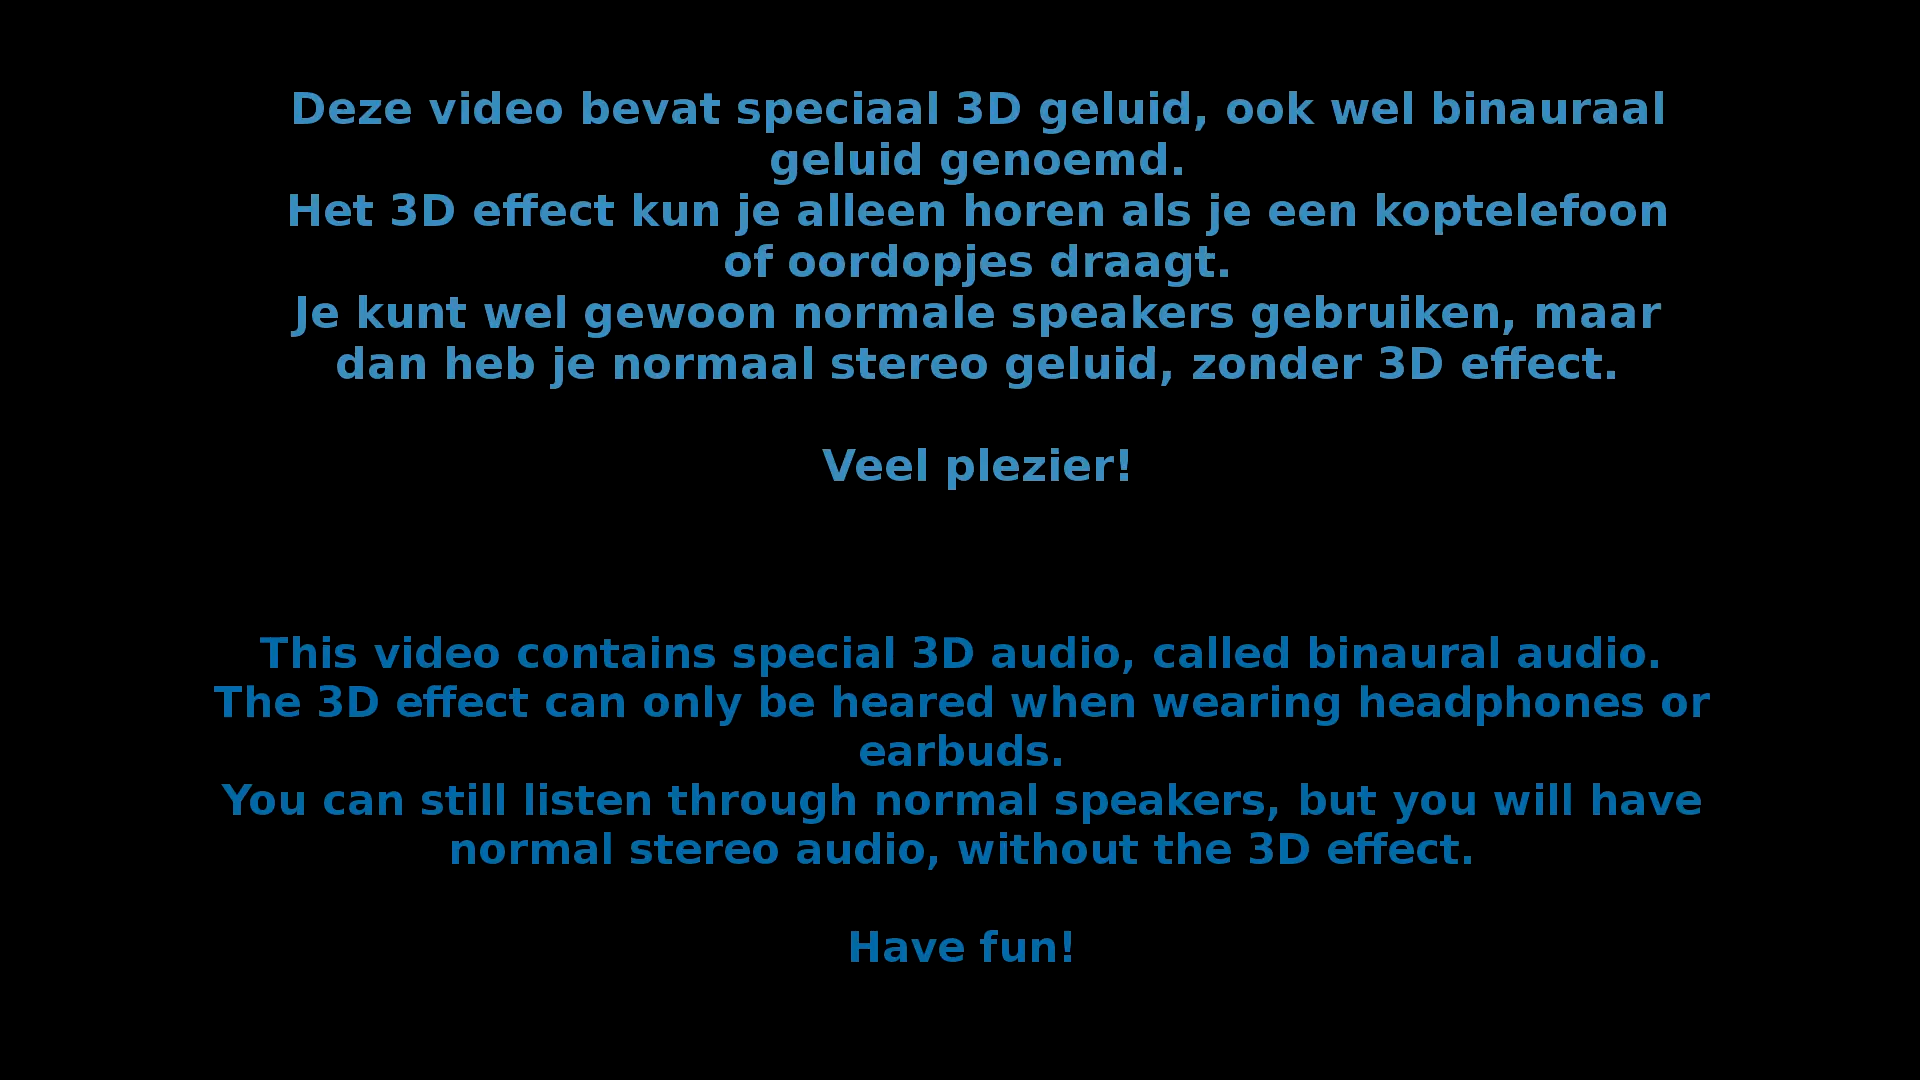 Deze video bevat speciaal 3D geluid, ook wel binauraal
geluid genoemd.
Het 3D effect kun je alleen horen als je een koptelefoon
of oordopjes draagt.
Je kunt wel gewoon normale speakers gebruiken, maar
dan heb je normaal stereo geluid, zonder 3D effect.
Veel plezier!
This video contains special 3D audio, called binaural audio.
The 3D effect can only be heared when wearing headphones or
earbuds.
You can still listen through normal speakers, but you will have
normal stereo audio, without the 3D effect.
Have fun!